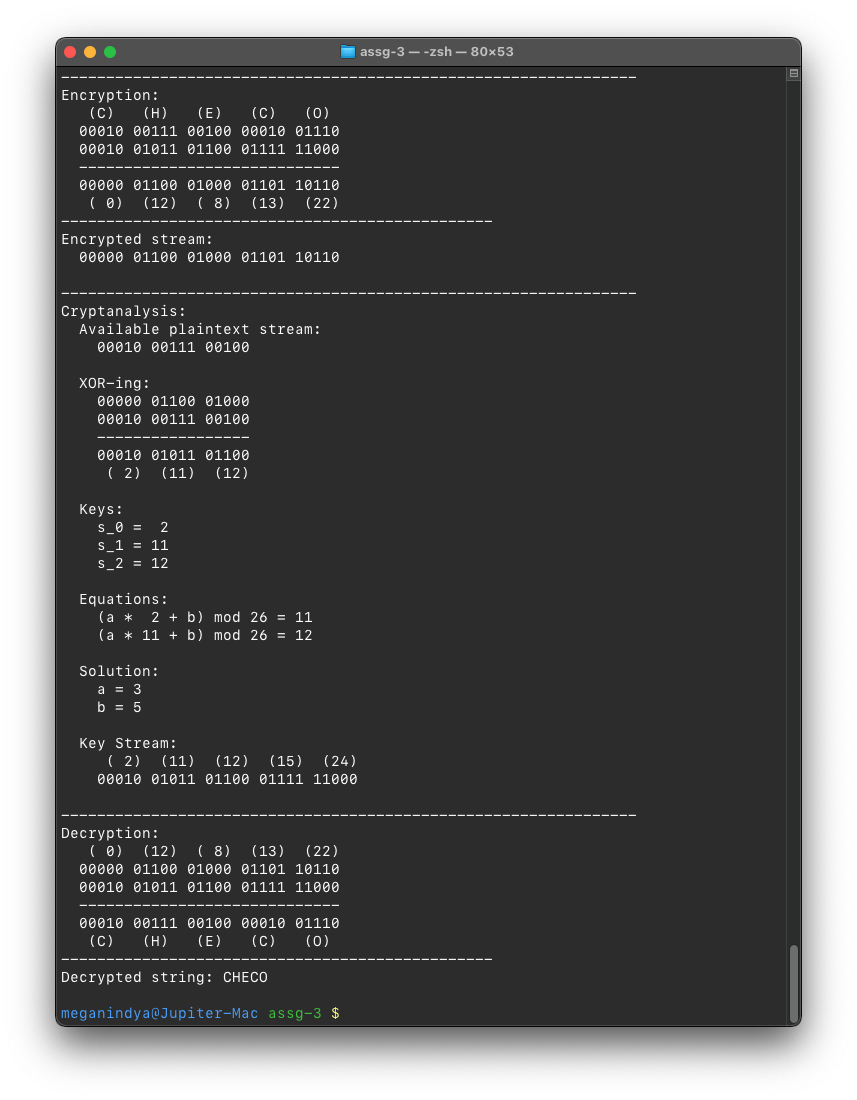 assg-3 — -zsh — 80×53
----------------------------------------------------------------
Encryption:
   (C)   (H)   (E)   (C)   (O)
  00010 00111 00100 00010 01110
  00010 01011 01100 01111 11000
  -----------------------------
  00000 01100 01000 01101 10110
   ( 0)  (12)  ( 8)  (13)  (22)
------------------------------------------------
Encrypted stream:
  00000 01100 01000 01101 10110
----------------------------------------------------------------
Cryptanalysis:
  Available plaintext stream:
    00010 00111 00100
  XOR-ing:
    00000 01100 01000
    00010 00111 00100
    -----------------
    00010 01011 01100
     ( 2)  (11)  (12)
  Keys:
    s_0 =  2
    s_1 = 11
    s_2 = 12
  Equations:
    (a *  2 + b) mod 26 = 11
    (a * 11 + b) mod 26 = 12
  Solution:
    a = 3
    b = 5
  Key Stream:
     ( 2)  (11)  (12)  (15)  (24)
    00010 01011 01100 01111 11000
----------------------------------------------------------------
Decryption:
   ( 0)  (12)  ( 8)  (13)  (22)
  00000 01100 01000 01101 10110
  00010 01011 01100 01111 11000
  -----------------------------
  00010 00111 00100 00010 01110
   (C)   (H)   (E)   (C)   (O)
------------------------------------------------
Decrypted string: CHECO
meganindya@Jupiter-Mac assg-3 $